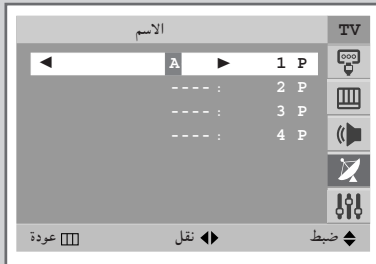 الاسم
TV
1 P ► A ◄
2 P : ----
3 P : ----
4 P : ----
ضبط
نقل
عودة